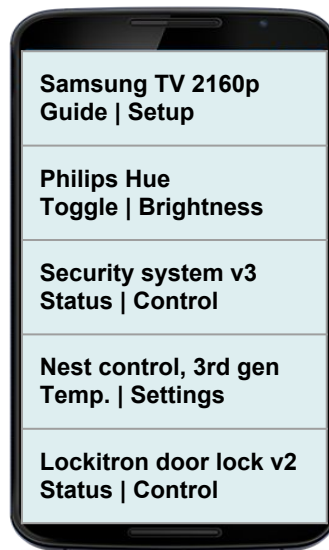 Samsung TV 2160p
Guide | Setup
Philips Hue
Toggle | Brightness
Security system v3
Status | Control
Nest control, 3rd gen
Temp. | Settings
Lockitron door lock v2
Status | Control